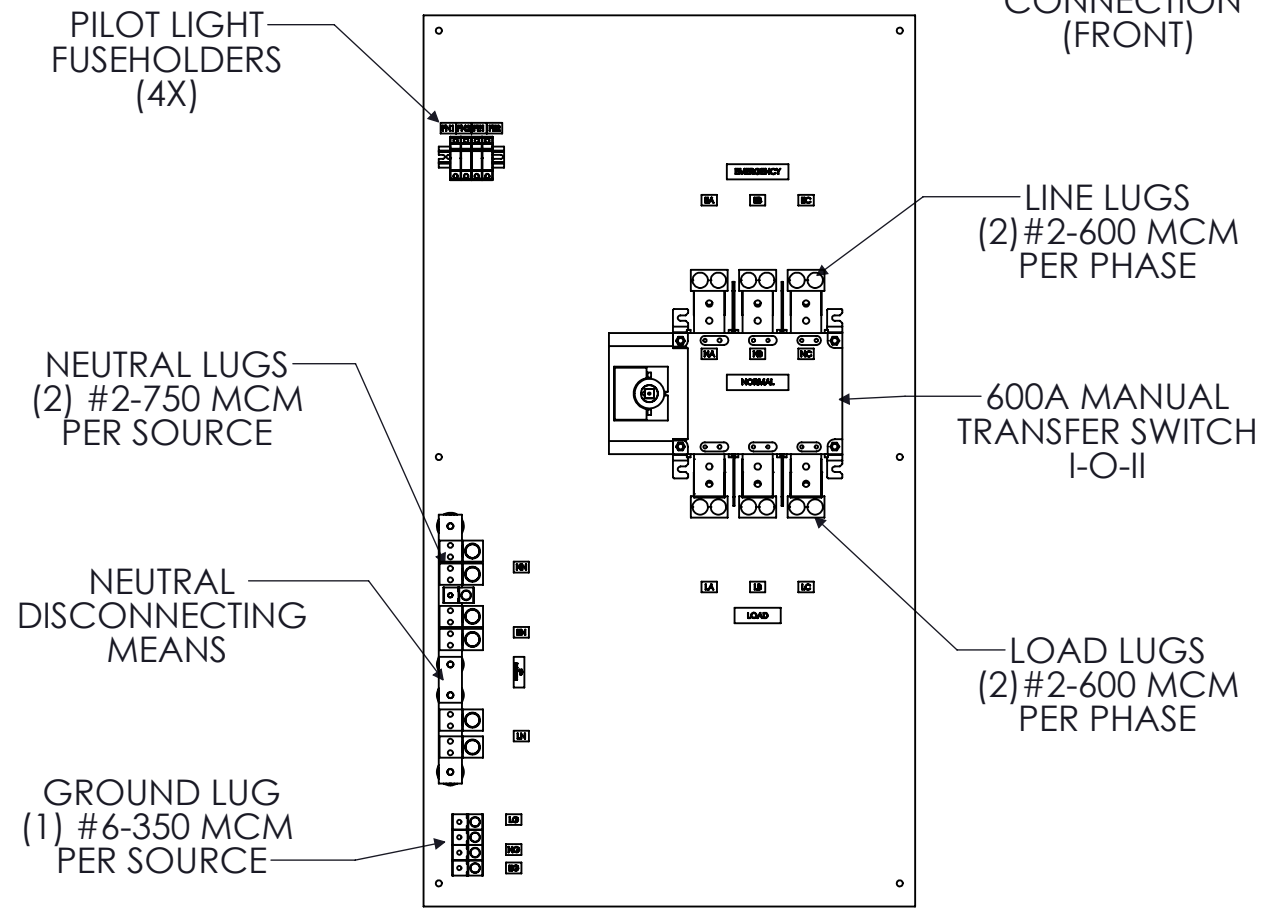 CONNECTION
(FRONT)
PILOT LIGHT
FUSEHOLDERS
(4X)
EMERGENCY
EA EB EC
LINE LUGS
(2)#2-600 MCM
PER PHASE
NA NB NC
NORMAL
NEUTRAL LUGS
(2) #2-750 MCM
PER SOURCE
600A MANUAL
TRANSFER SWITCH
I-O-II
NN
LA LB LC
LOAD
NEUTRAL
DISCONNECTING
MEANS
EN
LOAD LUGS
(2)#2-600 MCM
PER PHASE
LN
GROUND LUG
(1) #6-350 MCM
PER SOURCE
LG
NG
EG